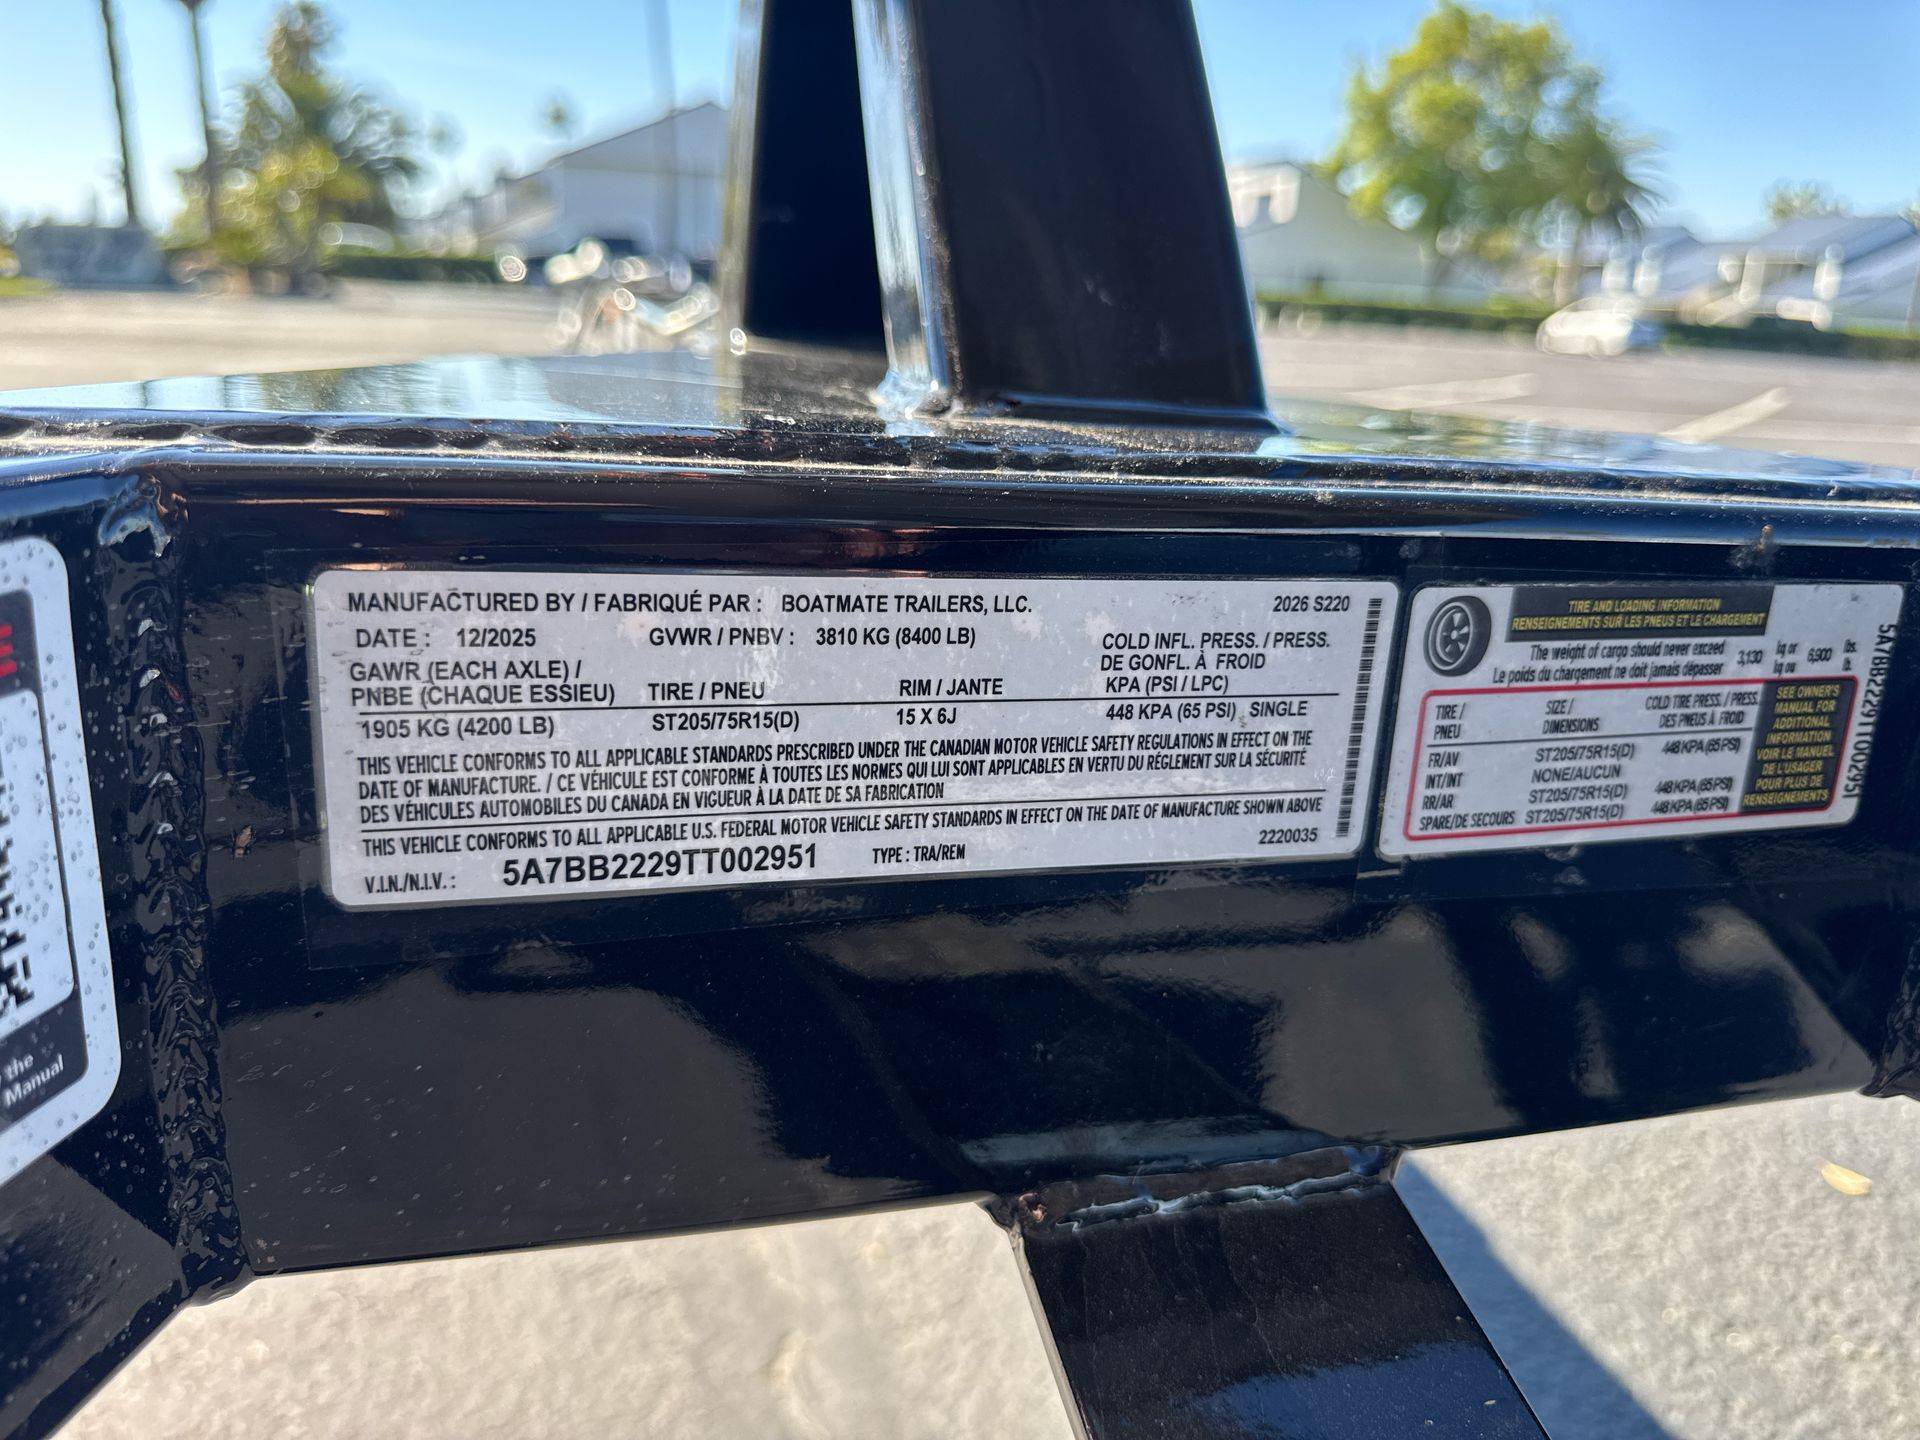 MANUFACTURED BY / FABRIQUÉ PAR : BOATMATE TRAILERS, LLC. 2026 S220
DATE : 12/2025 GVWR / PNBV : 3810 KG (8400 LB) COLD INFL. PRESS. / PRESS.
DE GONFL. À FROID
GAWR (EACH AXLE) /
PNBE (CHAQUE ESSIEU) TIRE / PNEU RIM / JANTE KPA (PSI / LPC)
1905 KG (4200 LB) ST205/75R15(D) 15 X 6J 448 KPA (65 PSI) SINGLE
THIS VEHICLE CONFORMS TO ALL APPLICABLE STANDARDS PRESCRIBED UNDER THE CANADIAN MOTOR VEHICLE SAFETY REGULATIONS IN EFFECT ON THE
DATE OF MANUFACTURE. / CE VÉHICULE EST CONFORME À TOUTES LES NORMES QUI LUI SONT APPLICABLES EN VERTU DU RÉGLEMENT SUR LA SÉCURITÉ
DES VÉHICULES AUTOMOBILES DU CANADA EN VIGUEUR À LA DATE DE SA FABRICATION
THIS VEHICLE CONFORMS TO ALL APPLICABLE U.S. FEDERAL MOTOR VEHICLE SAFETY STANDARDS IN EFFECT ON THE DATE OF MANUFACTURE SHOWN ABOVE
V.I.N./N.I.V. : 5A7BB2229TT002951 TYPE : TRA/REM 2220035
TIRE AND LOADING INFORMATION
RENSEIGNEMENTS SUR LES PNEUS ET LE CHARGEMENT
The weight of cargo should never exceed 3,130 kg or 6,900 lbs.
Le poids du chargement ne doit jamais dépasser kg ou lb.
TIRE / SIZE / COLD TIRE PRESS. / PRESS.
PNEU DIMENSIONS DES PNEUS À FROID
FR/AV ST205/75R15(D) 448 KPA (65 PSI)
INT/INT NONE/AUCUN
RR/AR ST205/75R15(D) 448 KPA (65 PSI)
SPARE/DE SECOURS ST205/75R15(D) 448 KPA (65 PSI)
SEE OWNER'S
MANUAL FOR
ADDITIONAL
INFORMATION
VOIR LE MANUEL
DE L'USAGER
POUR PLUS DE
RENSEIGNEMENTS
5A7BB2229TT002951
the
Manual